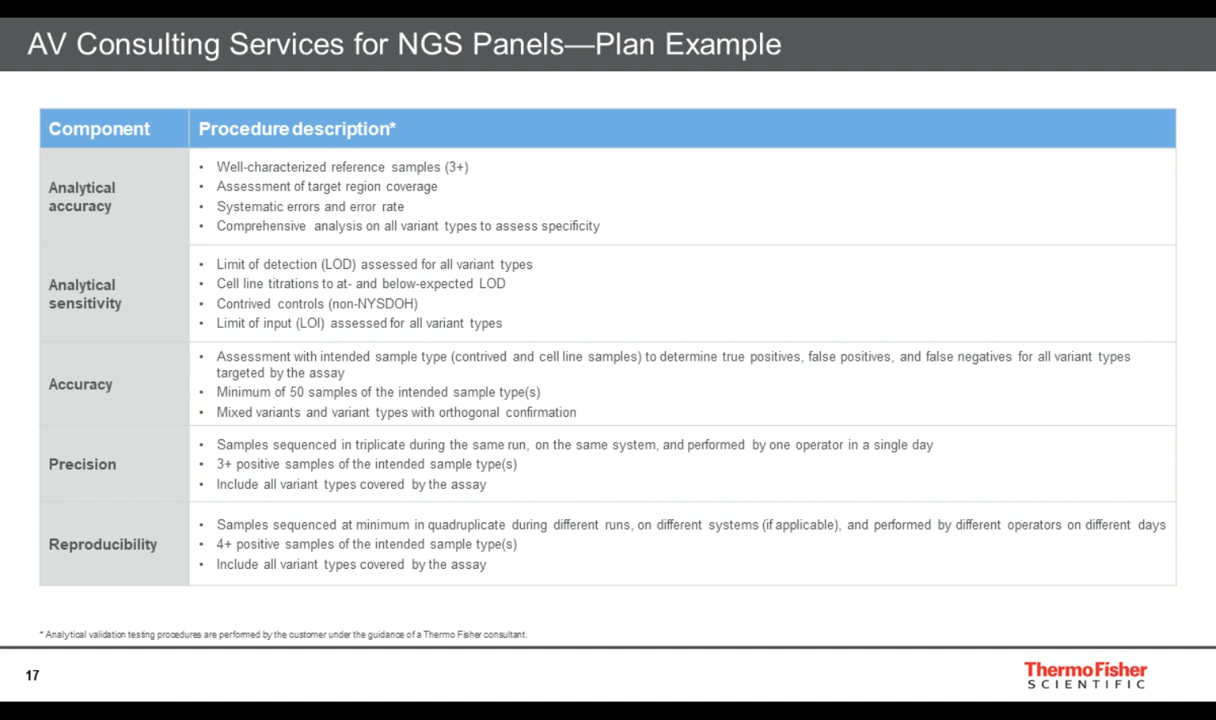 AV Consulting Services for NGS Panels—Plan Example
Component
Procedure description*
Analytical
accuracy
• Well-characterized reference samples (3+)
• Assessment of target region coverage
• Systematic errors and error rate
• Comprehensive analysis on all variant types to assess specificity
Analytical
sensitivity
• Limit of detection (LOD) assessed for all variant types
• Cell line titrations to at- and below-expected LOD
• Contrived controls (non-NYSDOH)
• Limit of input (LOI) assessed for all variant types
Accuracy
• Assessment with intended sample type (contrived and cell line samples) to determine true positives, false positives, and false negatives for all variant types
targeted by the assay
• Minimum of 50 samples of the intended sample type(s)
• Mixed variants and variant types with orthogonal confirmation
Precision
• Samples sequenced in triplicate during the same run, on the same system, and performed by one operator in a single day
• 3+ positive samples of the intended sample type(s)
• Include all variant types covered by the assay
Reproducibility
• Samples sequenced at minimum in quadruplicate during different runs, on different systems (if applicable), and performed by different operators on different days
• 4+ positive samples of the intended sample type(s)
• Include all variant types covered by the assay
* Analytical validation testing procedures are performed by the customer under the guidance of a Thermo Fisher consultant.
17
ThermoFisher
SCIENTIFIC